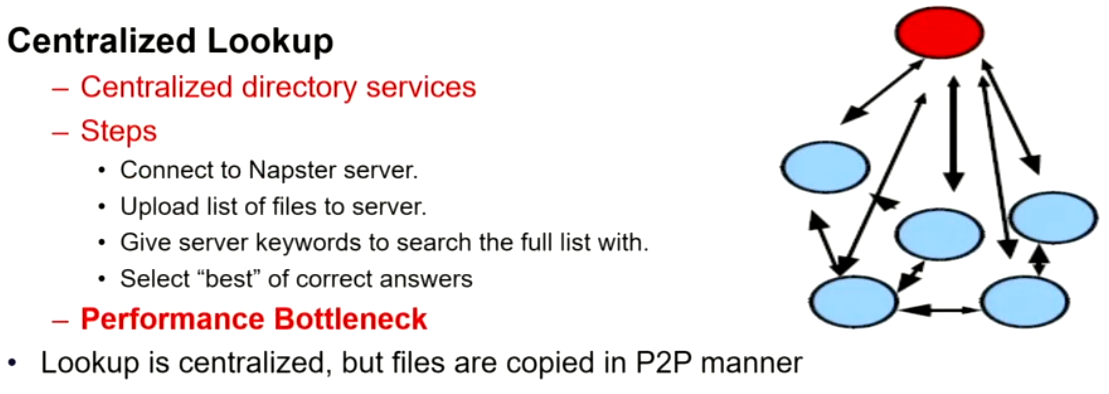 Centralized Lookup
– Centralized directory services
– Steps
• Connect to Napster server.
• Upload list of files to server.
• Give server keywords to search the full list with.
• Select “best” of correct answers
– Performance Bottleneck
• Lookup is centralized, but files are copied in P2P manner